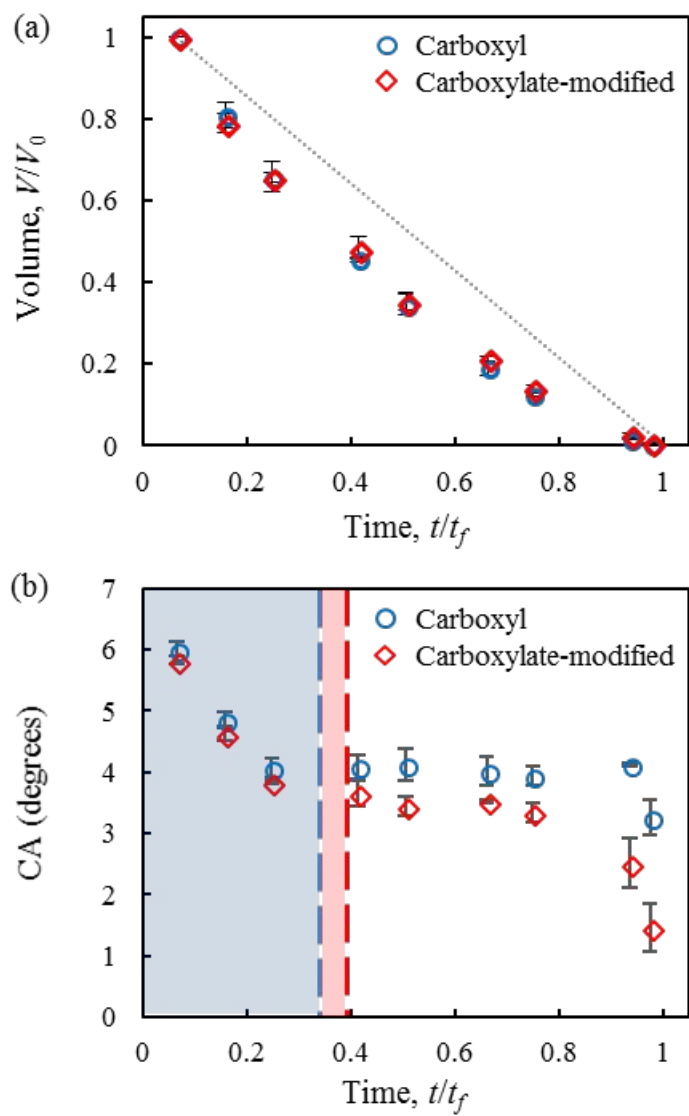 (a)
Carboxyl
Carboxylate-modified
Volume, V/V0
1
0.8
0.6
0.4
0.2
0
0 0.2 0.4 0.6 0.8 1
Time, t/tf
(b)
Carboxyl
Carboxylate-modified
CA (degrees)
7
6
5
4
3
2
1
0
0 0.2 0.4 0.6 0.8 1
Time, t/tf